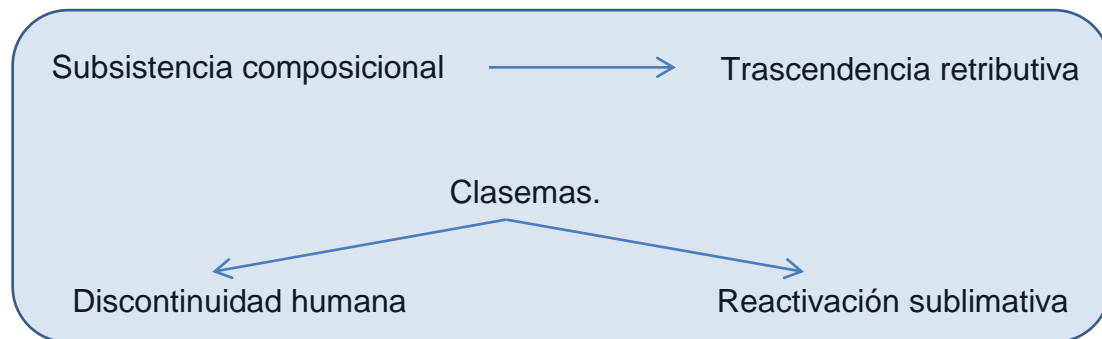 Subsistencia composicional Trascendencia retributiva
Clasemas.
Discontinuidad humana Reactivación sublimativa